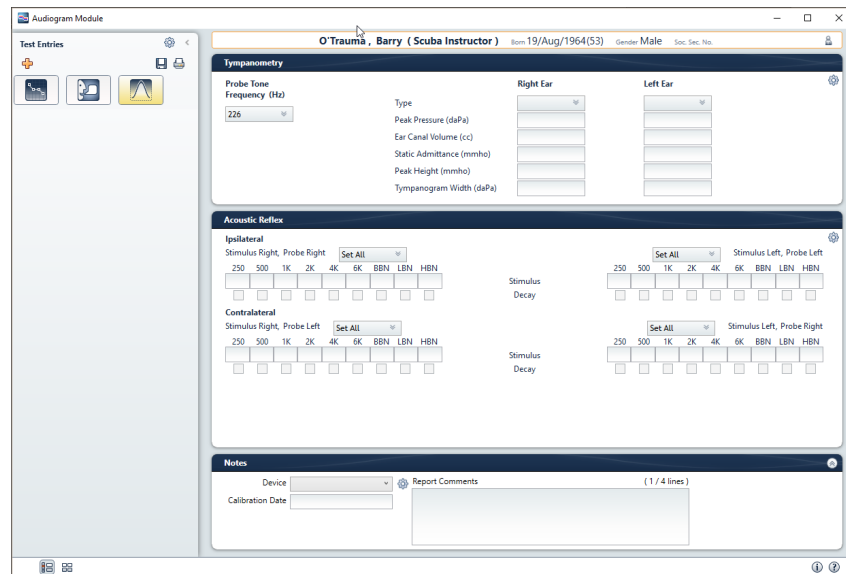 Audiogram Module
Test Entries
O'Trauma , Barry ( Scuba Instructor ) Born 19/Aug/1964(53) Gender Male Soc. Sec. No.
Tympanometry
Probe Tone
Frequency (Hz)
226
Right Ear Left Ear
Type
Peak Pressure (daPa)
Ear Canal Volume (cc)
Static Admittance (mmho)
Peak Height (mmho)
Tympanogram Width (daPa)
Acoustic Reflex
Ipsilateral
Stimulus Right, Probe Right Set All Set All Stimulus Left, Probe Left
250 500 1K 2K 4K 6K BBN LBN HBN 250 500 1K 2K 4K 6K BBN LBN HBN
Stimulus
Decay
Contralateral
Stimulus Right, Probe Left Set All Set All Stimulus Left, Probe Right
250 500 1K 2K 4K 6K BBN LBN HBN 250 500 1K 2K 4K 6K BBN LBN HBN
Stimulus
Decay
Notes
Device Report Comments ( 1 / 4 lines )
Calibration Date